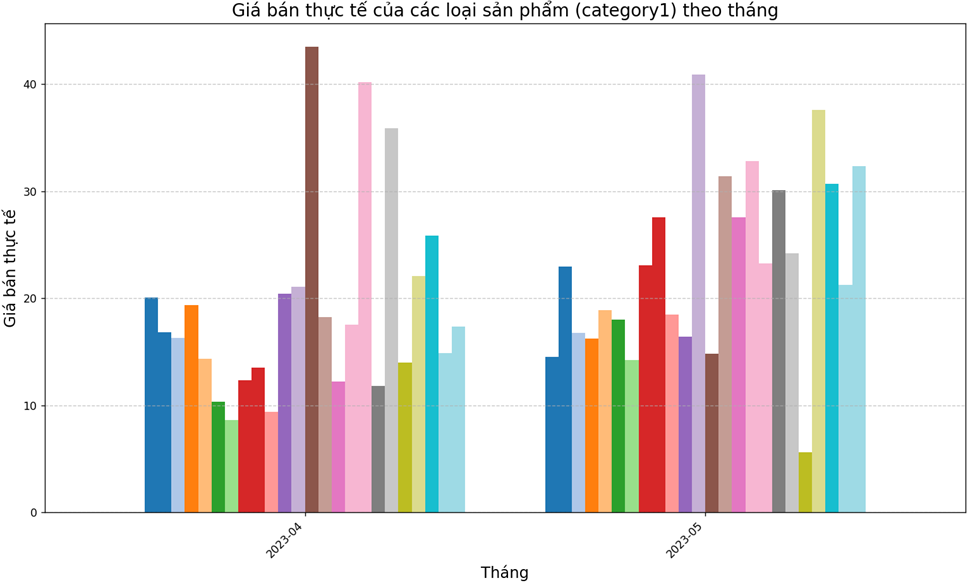 Giá bán thực tế của các loại sản phẩm (category1) theo tháng
Giá bán thực tế
40
30
20
10
0
2023-04
2023-05
Tháng